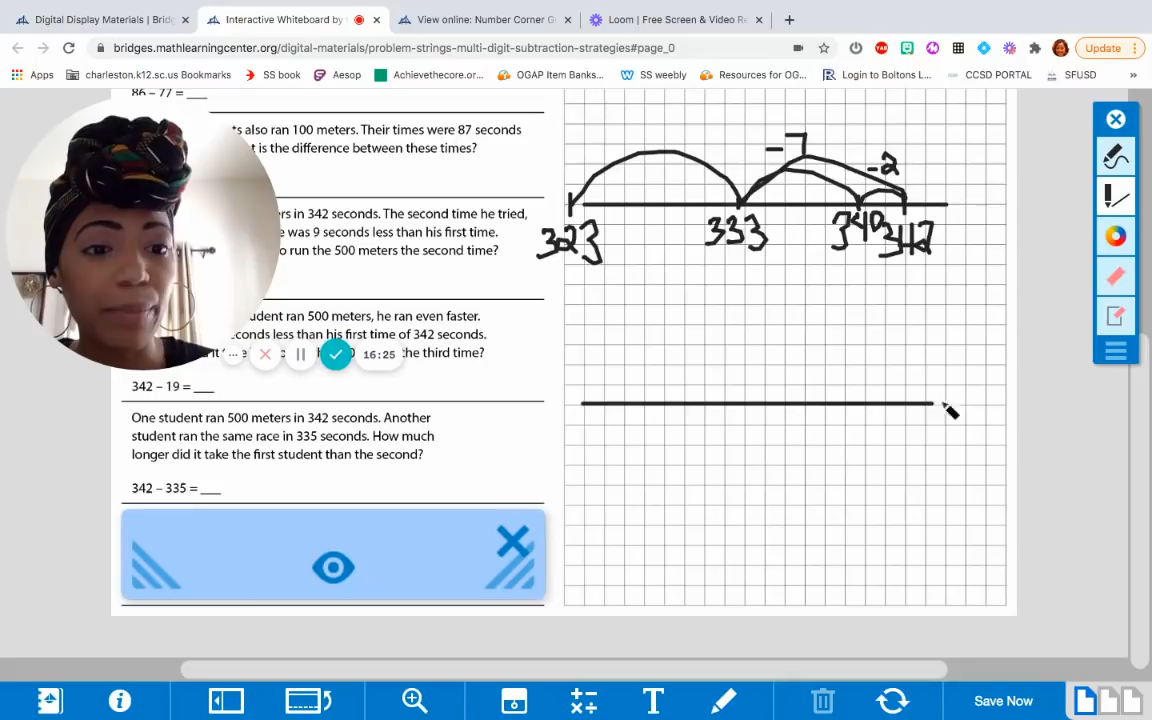 Digital Display Materials | Bridg
Interactive Whiteboard by
View online: Number Corner G
Loom | Free Screen & Video Re
bridges.mathlearningcenter.org/digital-materials/problem-strings-multi-digit-subtraction-strategies#page_0
Update
Apps
charleston.k12.sc.us Bookmarks
SS book
Aesop
Achievethecore.org...
OGAP Item Banks...
SS weekly
Resources for OG...
Login to Boltons L...
CCSD PORTAL
SFUSD
»
86 – 77 = ___
ts also ran 100 meters. Their times were 87 seconds
t is the difference between these times?
rs in 342 seconds. The second time he tried,
e was 9 seconds less than his first time.
o run the 500 meters the second time?
udent ran 500 meters, he ran even faster.
conds less than his first time of 342 seconds.
the third time?
16:25
342 – 19 = ___
One student ran 500 meters in 342 seconds. Another
student ran the same race in 335 seconds. How much
longer did it take the first student than the second?
342 – 335 = ___
-7
-2
323
333
340
342
Save Now